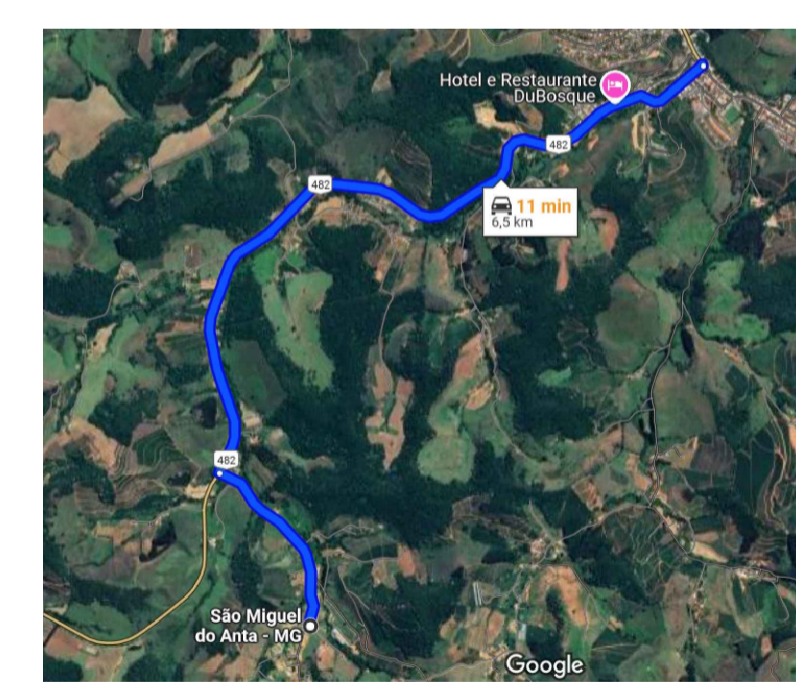 Hotel e Restaurante
DuBosque
482
482
11 min
6,5 km
482
São Miguel
do Anta - MG
Google